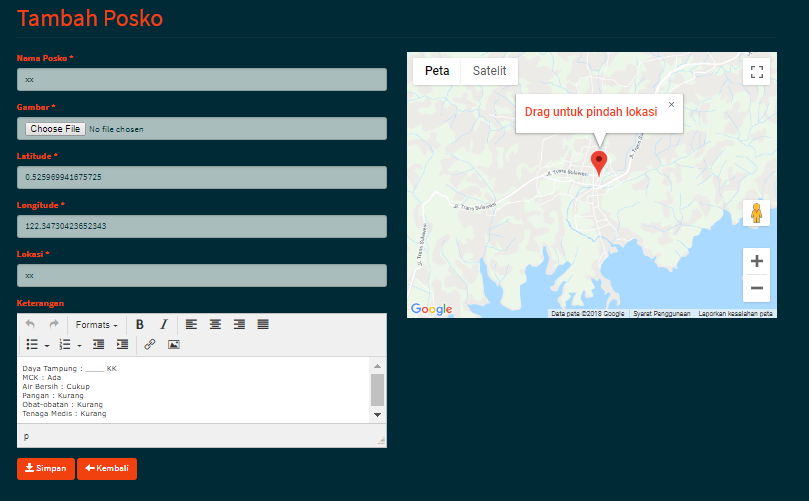 Tambah Posko
Nama Posko *
xx
Gambar *
Choose File No file chosen
Latitude *
0.525969941675725
Longitude *
122.34730423652343
Lokasi *
xx
Keterangan
Formats
B I
Daya Tampung : ____ KK
MCK : Ada
Air Bersih : Cukup
Pangan : Kurang
Obat-obatan : Kurang
Tenaga Medis : Kurang
p
Simpan Kembali
Peta Satelit
Drag untuk pindah lokasi
Jl. Trans Sulawesi
Jl. Trans Sulawesi
Jl. Trans Sulawesi
Google
Data peta ©2018 Google Syarat Penggunaan Laporkan kesalahan peta